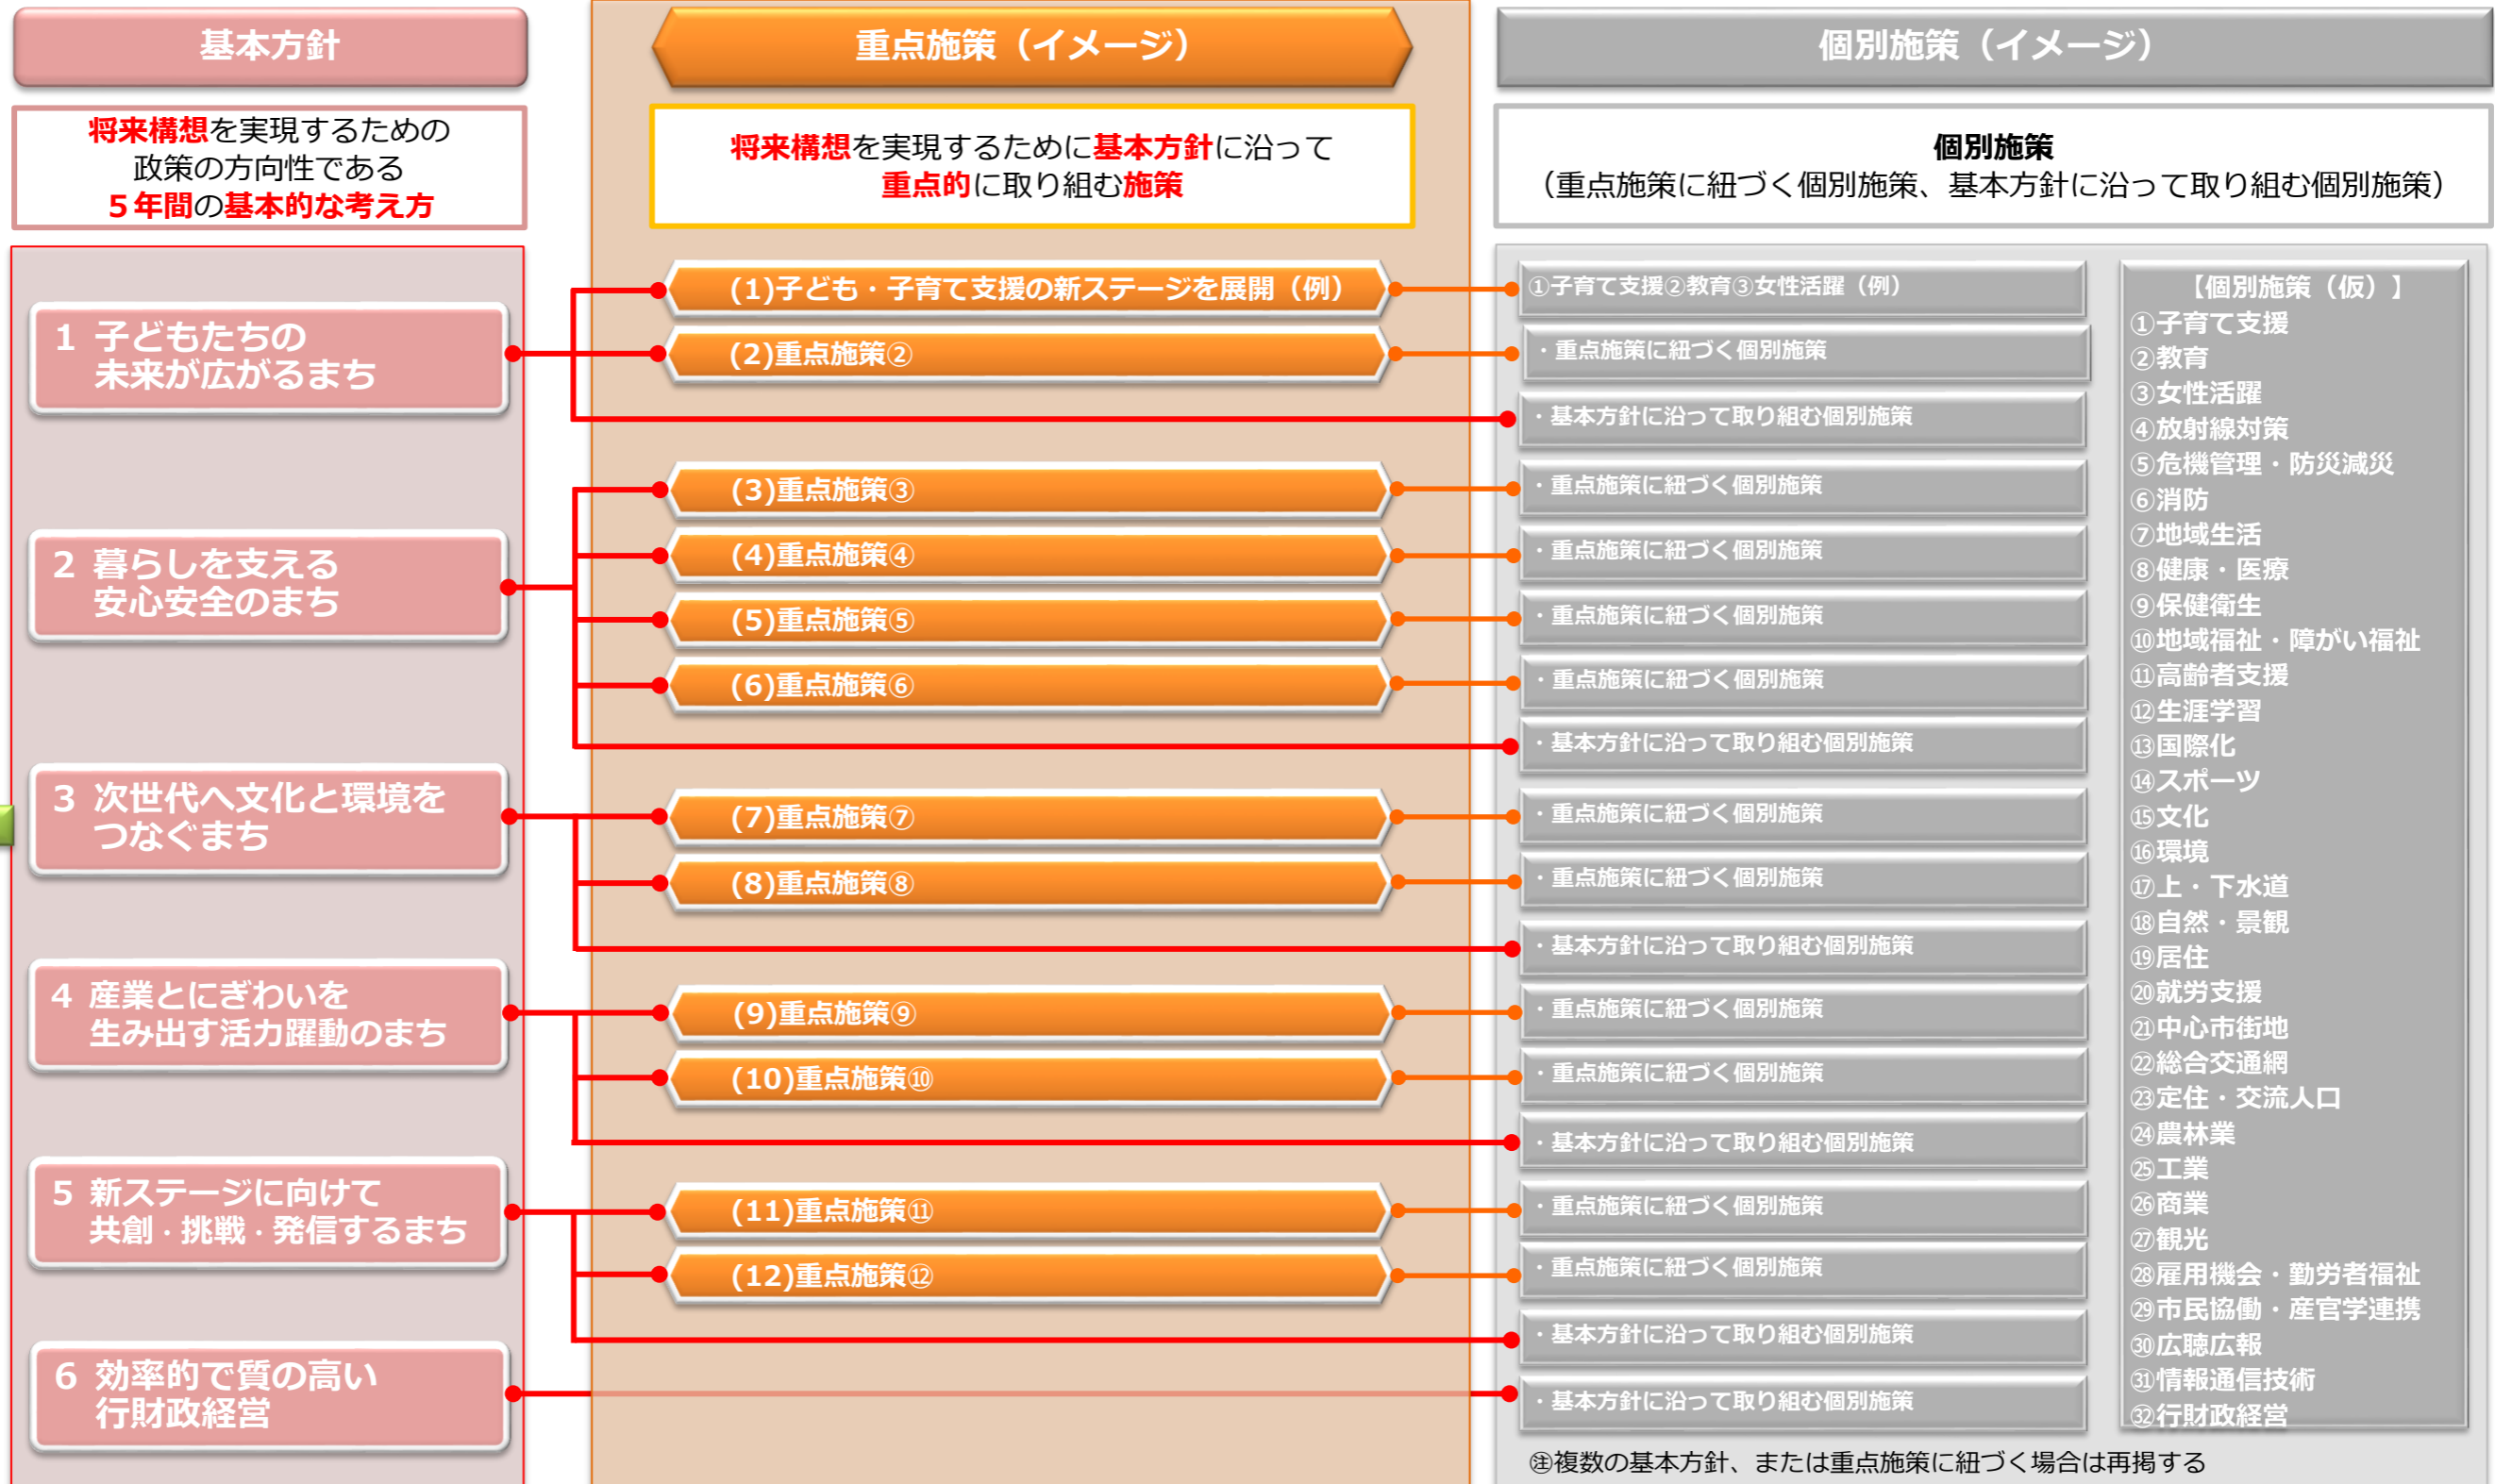 基本方針
将来構想を実現するための
政策の方向性である
５年間の基本的な考え方
1 子どもたちの
未来が広がるまち
2 暮らしを支える
安心安全のまち
3 次世代へ文化と環境を
つなぐまち
4 産業とにぎわいを
生み出す活力躍動のまち
5 新ステージに向けて
共創・挑戦・発信するまち
6 効率的で質の高い
行財政経営
重点施策（イメージ）
将来構想を実現するために基本方針に沿って
重点的に取り組む施策
(1)子ども・子育て支援の新ステージを展開（例）
(2)重点施策②
(3)重点施策③
(4)重点施策④
(5)重点施策⑤
(6)重点施策⑥
(7)重点施策⑦
(8)重点施策⑧
(9)重点施策⑨
(10)重点施策⑩
(11)重点施策⑪
(12)重点施策⑫
個別施策（イメージ）
個別施策
（重点施策に紐づく個別施策、基本方針に沿って取り組む個別施策）
①子育て支援②教育③女性活躍（例）
・重点施策に紐づく個別施策
・基本方針に沿って取り組む個別施策
・重点施策に紐づく個別施策
・重点施策に紐づく個別施策
・重点施策に紐づく個別施策
・重点施策に紐づく個別施策
・基本方針に沿って取り組む個別施策
・重点施策に紐づく個別施策
・重点施策に紐づく個別施策
・基本方針に沿って取り組む個別施策
・重点施策に紐づく個別施策
・重点施策に紐づく個別施策
・基本方針に沿って取り組む個別施策
・重点施策に紐づく個別施策
・重点施策に紐づく個別施策
・基本方針に沿って取り組む個別施策
・基本方針に沿って取り組む個別施策
【個別施策（仮）】
①子育て支援
②教育
③女性活躍
④放射線対策
⑤危機管理・防災減災
⑥消防
⑦地域生活
⑧健康・医療
⑨保健衛生
⑩地域福祉・障がい福祉
⑪高齢者支援
⑫生涯学習
⑬国際化
⑭スポーツ
⑮文化
⑯環境
⑰上・下水道
⑱自然・景観
⑲居住
⑳就労支援
㉑中心市街地
㉒総合交通網
㉓定住・交流人口
㉔農林業
㉕工業
㉖商業
㉗観光
㉘雇用機会・勤労者福祉
㉙市民協働・産官学連携
㉚広聴広報
㉛情報通信技術
㉜行財政経営
㊟複数の基本方針、または重点施策に紐づく場合は再掲する